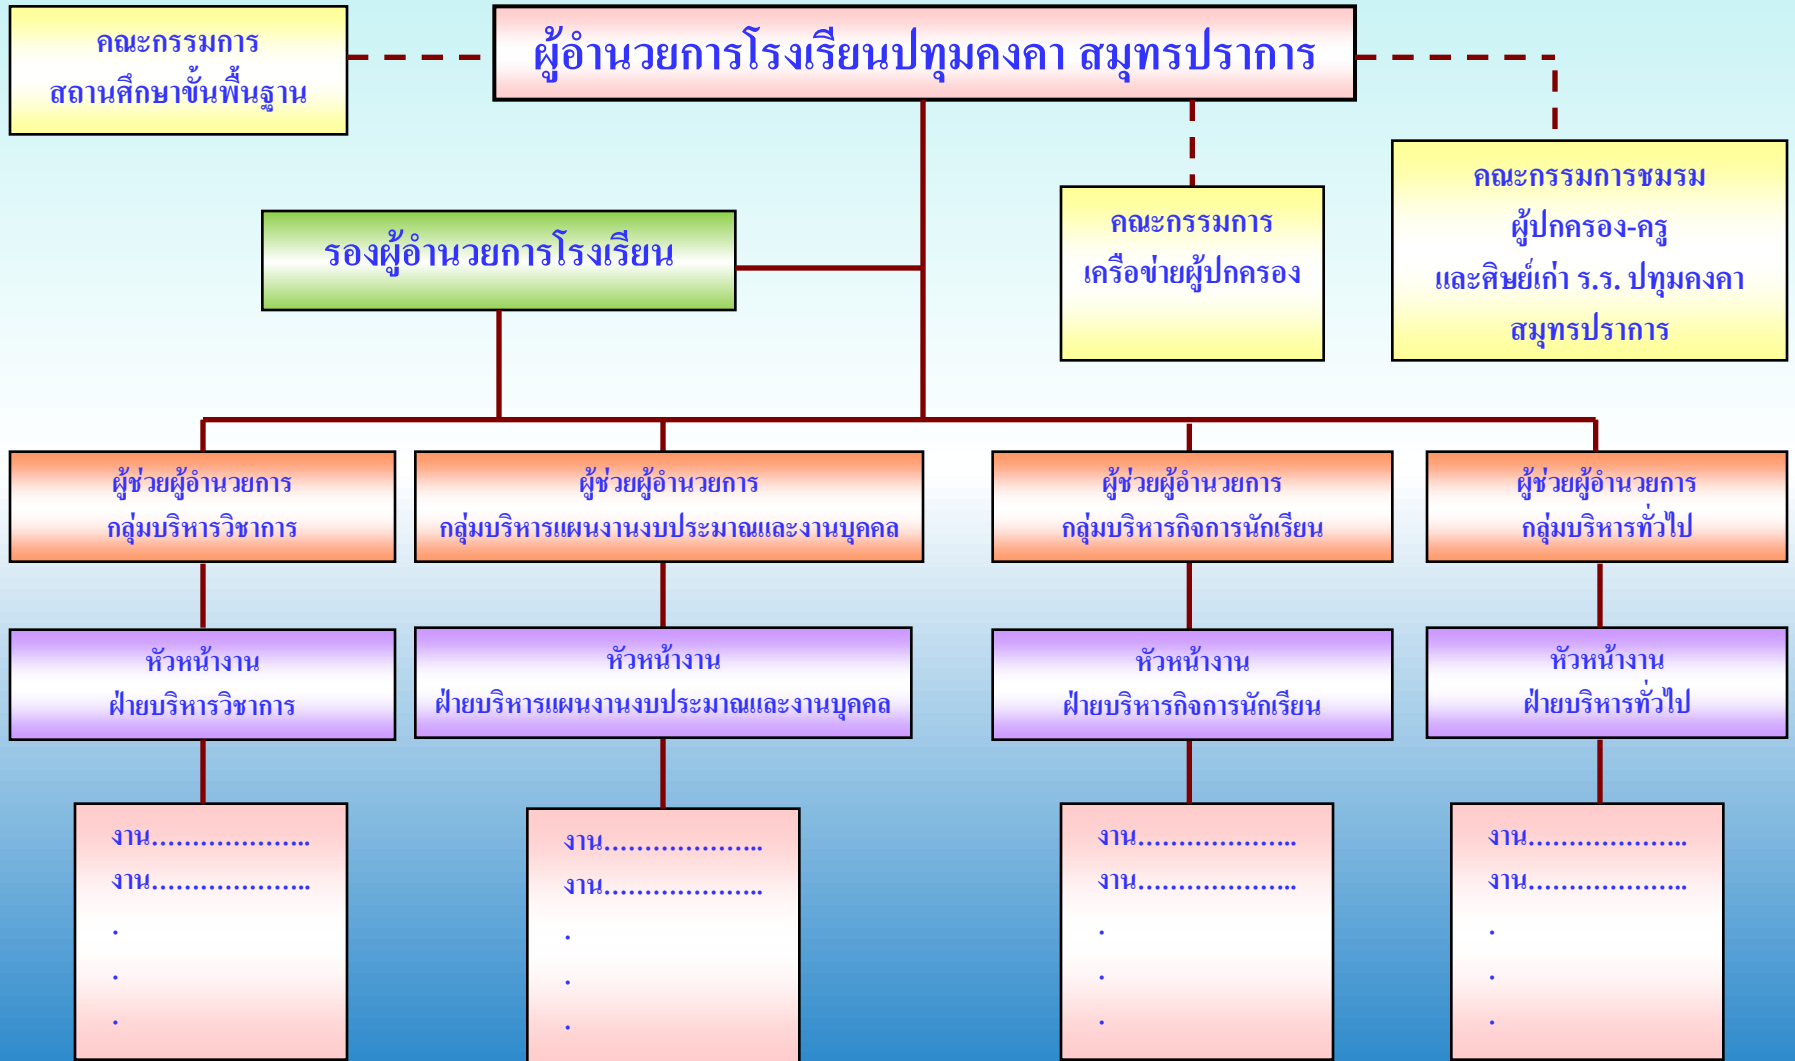 คณะกรรมการ
สถานศึกษาขั้นพื้นฐาน
ผู้อำนวยการโรงเรียนปทุมคงคา สมุทรปราการ
คณะกรรมการ
เครือข่ายผู้ปกครอง
คณะกรรมการชมรม
ผู้ปกครอง-ครู
และศิษย์เก่า ร.ร. ปทุมคงคา
สมุทรปราการ
รองผู้อำนวยการโรงเรียน
ผู้ช่วยผู้อำนวยการ
กลุ่มบริหารวิชาการ
ผู้ช่วยผู้อำนวยการ
กลุ่มบริหารแผนงานงบประมาณและงานบุคคล
ผู้ช่วยผู้อำนวยการ
กลุ่มบริหารกิจการนักเรียน
ผู้ช่วยผู้อำนวยการ
กลุ่มบริหารทั่วไป
หัวหน้างาน
ฝ่ายบริหารวิชาการ
หัวหน้างาน
ฝ่ายบริหารแผนงานงบประมาณและงานบุคคล
หัวหน้างาน
ฝ่ายบริหารกิจการนักเรียน
หัวหน้างาน
ฝ่ายบริหารทั่วไป
งาน………………..
งาน………………..
.
.
.
งาน………………..
งาน………………..
.
.
.
งาน………………..
งาน………………..
.
.
.
งาน………………..
งาน………………..
.
.
.